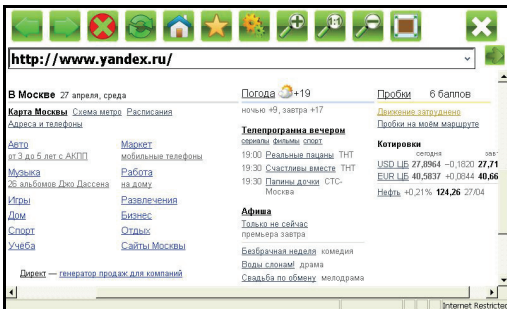 1:1
http://www.yandex.ru/
В Москве 27 апреля, среда
Карта Москвы Схема метро Расписания
Адреса и телефоны
Авто
от 3 до 5 лет с АКПП
Музыка
26 альбомов Джо Дассена
Игры
Дом
Спорт
Учёба
Маркет
мобильные телефоны
Работа
на дому
Развлечения
Бизнес
Отдых
Сайты Москвы
Директ — генератор продаж для компаний
Погода +19
ночью +9, завтра +17
Телепрограмма вечером
сериалы фильмы спорт
19:00 Реальные пацаны ТНТ
19:30 Счастливы вместе ТНТ
19:30 Папины дочки СТС-
Москва
Афиша
Только не сейчас
премьера завтра
Безбрачная неделя комедия
Воды слонам! драма
Свадьба по обмену мелодрама
Пробки 6 баллов
Движение затруднено
Пробки на моём маршруте
Котировки
сегодня завт
USD ЦБ 27,8964 −0,1820 27,71
EUR ЦБ 40,5837 +0,0844 40,66
Нефть +0,21% 124,26 27/04
Internet Restricted